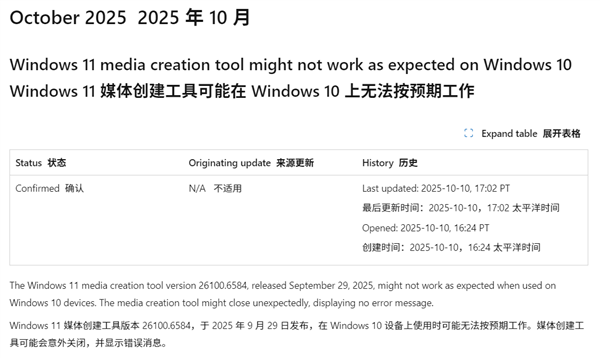 October 2025  2025 年 10 月
Windows 11 media creation tool might not work as expected on Windows 10
Windows 11 媒体创建工具可能在 Windows 10 上无法按预期工作
Expand table 展开表格
Status 状态 Originating update 来源更新 History 历史
Confirmed 确认 N/A 不适用 Last updated: 2025-10-10, 17:02 PT
最后更新时间：2025-10-10，17:02 太平洋时间
Opened: 2025-10-10, 16:24 PT
创建时间：2025-10-10，16:24 太平洋时间
The Windows 11 media creation tool version 26100.6584, released September 29, 2025, might not work as expected when used on
Windows 10 devices. The media creation tool might close unexpectedly, displaying no error message.
Windows 11 媒体创建工具版本 26100.6584，于 2025 年 9 月 29 日发布，在 Windows 10 设备上使用时可能无法按预期工作。媒体创建工
具可能会意外关闭，并显示错误消息。